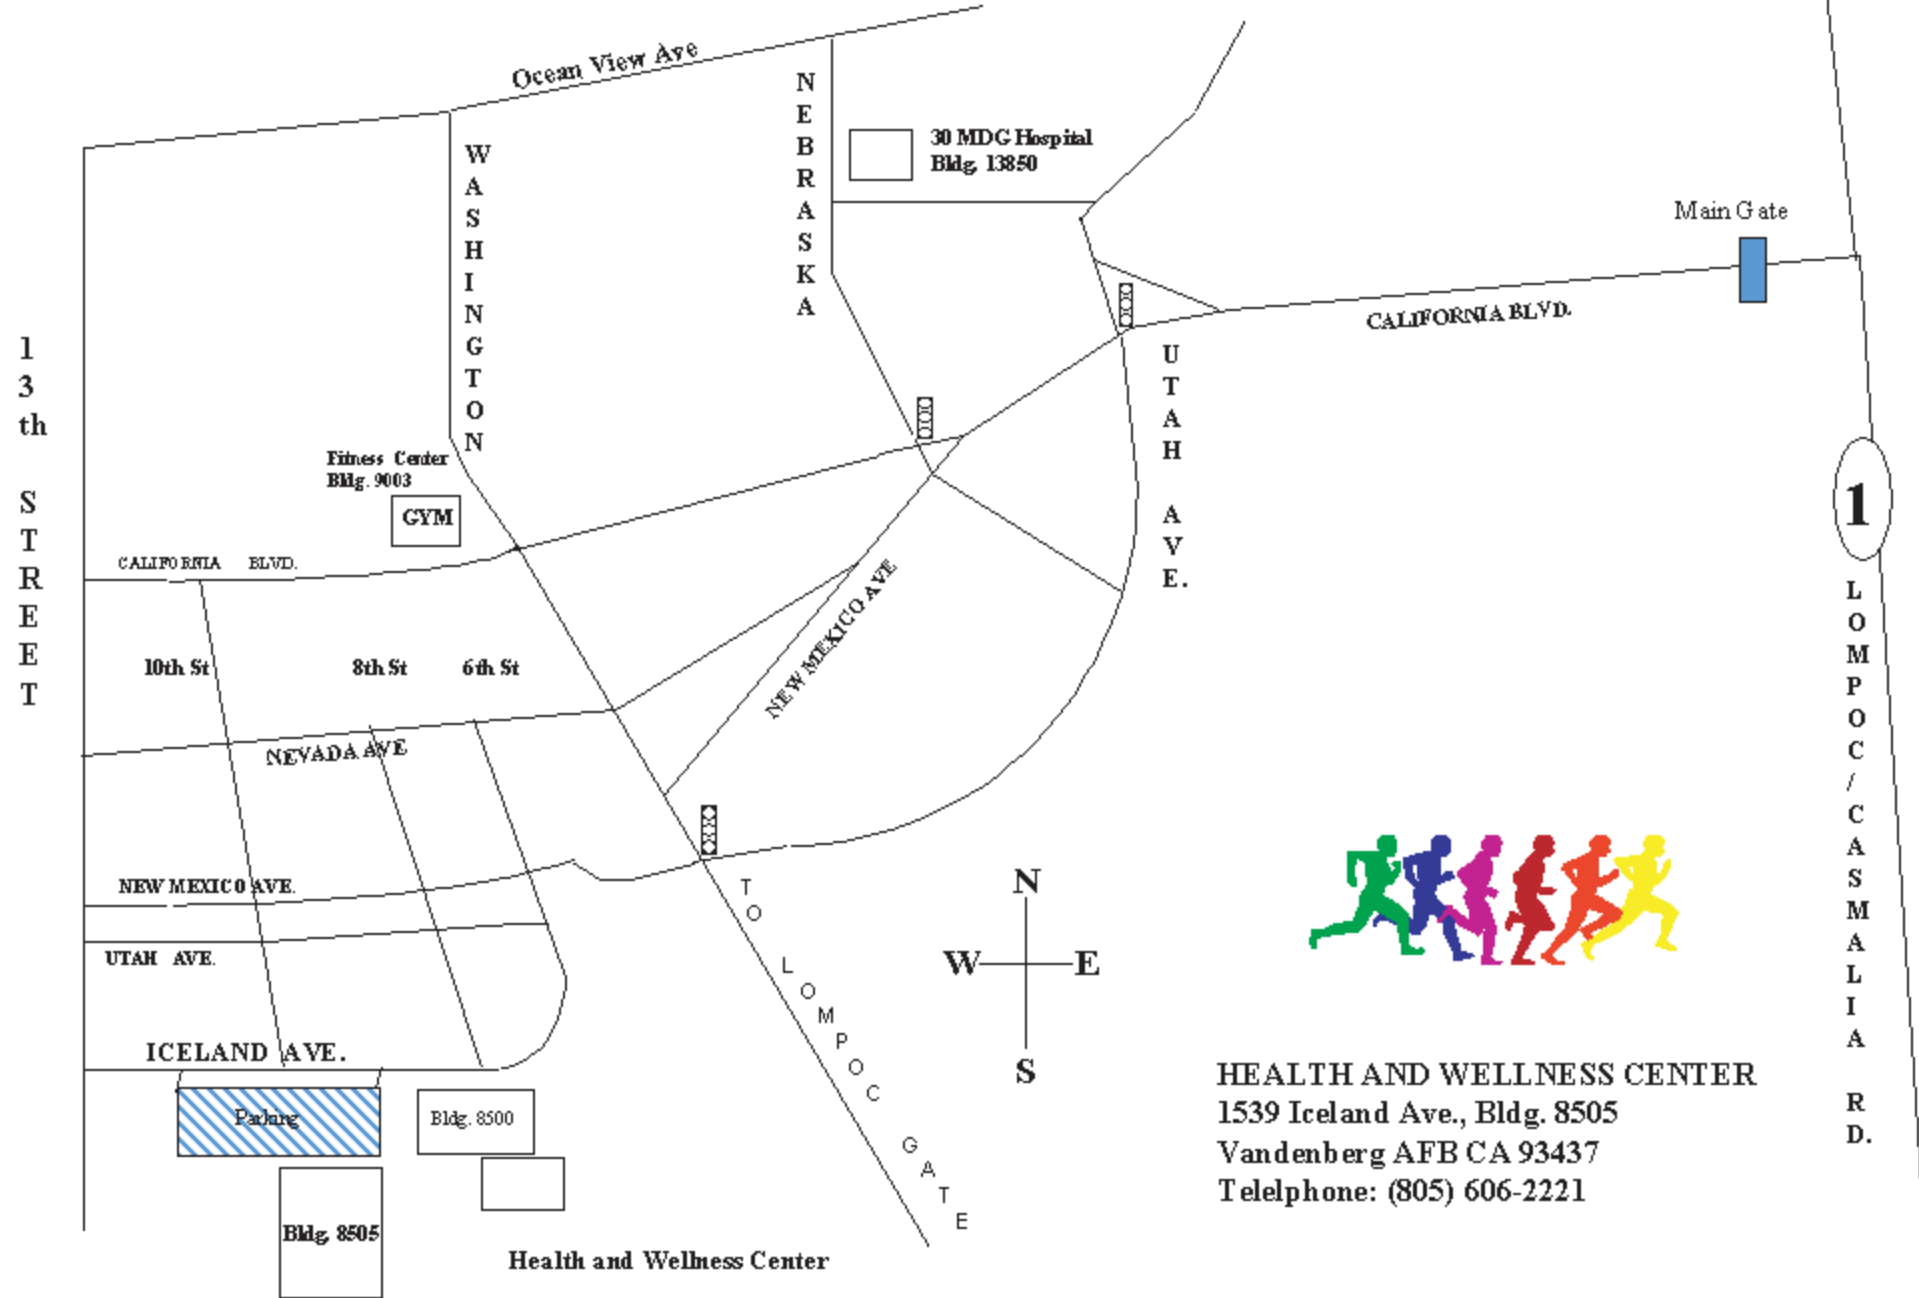 Ocean View Ave
NEBRASKA
30 MDG Hospital
Bldg. 13850
WASHINGTON
Main Gate
CALIFORNIA BLVD.
13th STREET
UTAH AVE.
Fitness Center
Bldg. 9003
GYM
1
CALIFORNIA BLVD.
LOMPOC/CASMALIA RD.
10th St
8th St
6th St
NEW MEXICO AVE
NEVADA AVE
NEW MEXICO AVE.
TO LOMPOC GATE
N
W
E
S
UTAH AVE.
ICELAND AVE.
Parking
Bldg. 8500
Bldg. 8505
Health and Wellness Center
HEALTH AND WELLNESS CENTER
1539 Iceland Ave., Bldg. 8505
Vandenberg AFB CA 93437
Telelphone: (805) 606-2221